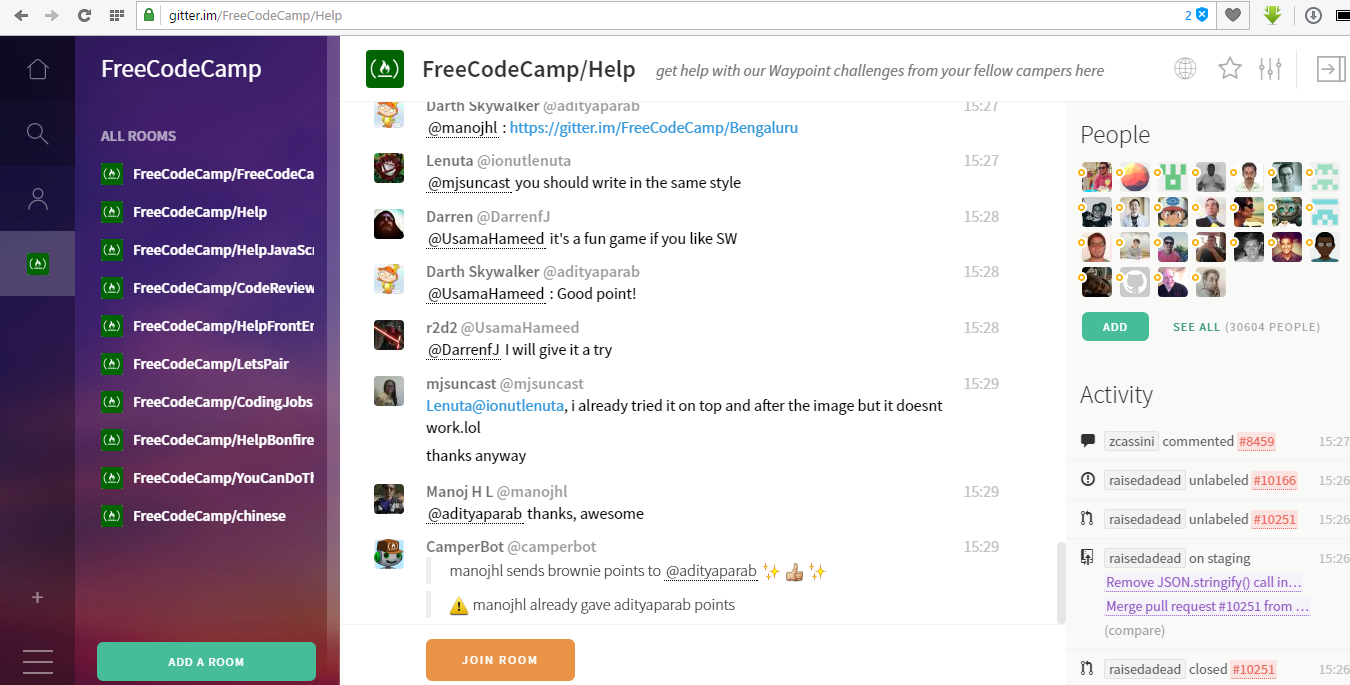 gitter.im/FreeCodeCamp/Help
2
FreeCodeCamp
ALL ROOMS
FreeCodeCamp/FreeCodeCa
FreeCodeCamp/Help
FreeCodeCamp/HelpJavaScr
FreeCodeCamp/CodeReview
FreeCodeCamp/HelpFrontEn
FreeCodeCamp/LetsPair
FreeCodeCamp/CodingJobs
FreeCodeCamp/HelpBonfire
FreeCodeCamp/YouCanDoTh
FreeCodeCamp/chinese
+
ADD A ROOM
FreeCodeCamp/Help get help with our Waypoint challenges from your fellow campers here
Darth Skywalker @adityaparab 15:27
@manojhl : https://gitter.im/FreeCodeCamp/Bengaluru
Lenuta @ionutlenuta 15:27
@mjsuncast you should write in the same style
Darren @DarrenfJ 15:28
@UsamaHameed it's a fun game if you like SW
Darth Skywalker @adityaparab 15:28
@UsamaHameed : Good point!
r2d2 @UsamaHameed 15:28
@DarrenfJ I will give it a try
mjsuncast @mjsuncast 15:29
Lenuta@ionutlenuta, i already tried it on top and after the image but it doesnt
work.lol
thanks anyway
Manoj H L @manojhl 15:29
@adityaparab thanks, awesome
CamperBot @camperbot 15:29
manojhl sends brownie points to @adityaparab ✨ 👍 ✨
⚠️ manojhl already gave adityaparab points
JOIN ROOM
People
ADD
SEE ALL (30604 PEOPLE)
Activity
zcassini commented #8459 15:27
raisedadead unlabeled #10166 15:26
raisedadead unlabeled #10251 15:26
raisedadead on staging 15:26
Remove JSON.stringify() call in…
Merge pull request #10251 from …
(compare)
raisedadead closed #10251 15:26